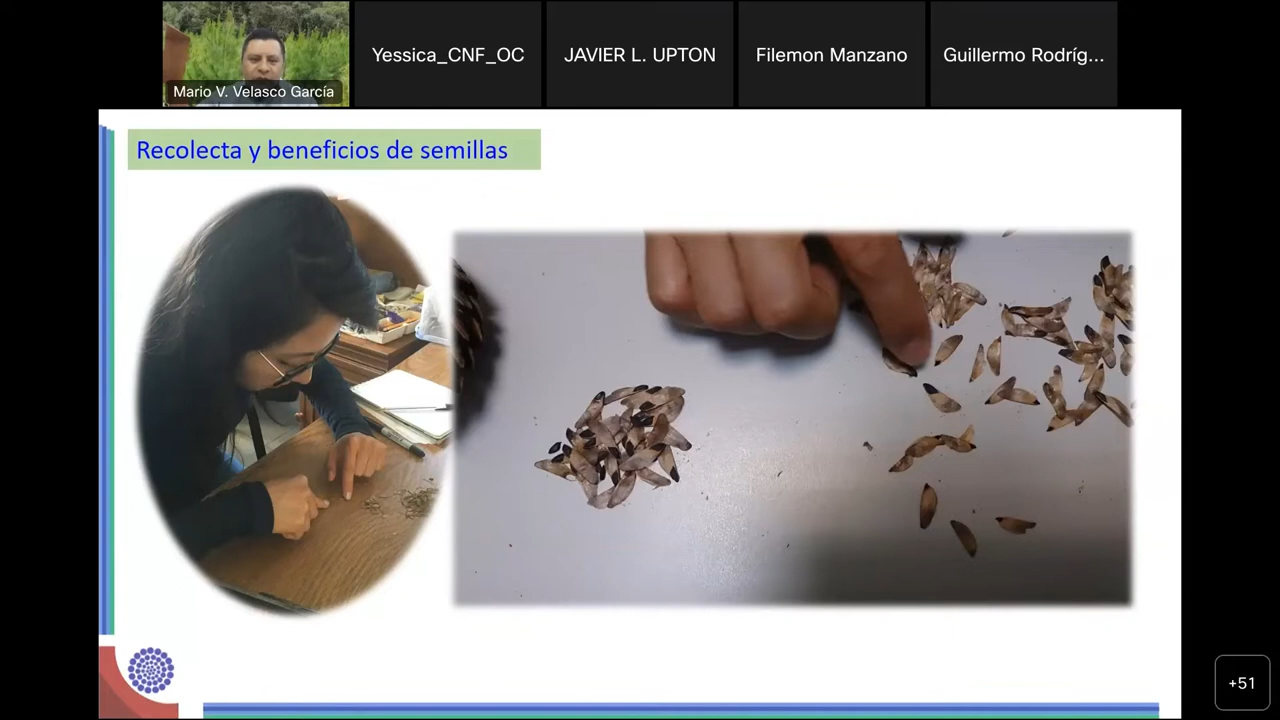 Yessica_CNF_OC
JAVIER L. UPTON
Filemon Manzano
Guillermo Rodríg...
Mario V. Velasco García
Recolecta y beneficios de semillas
+51